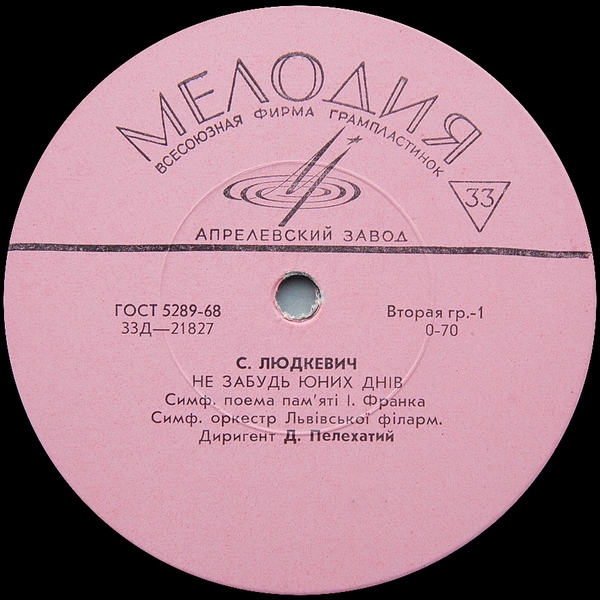 МЕЛОДИЯ
ВСЕСОЮЗНАЯ ФИРМА ГРАМПЛАСТИНОК
33
АПРЕЛЕВСКИЙ ЗАВОД
ГОСТ 5289-68 Вторая гр.-1
33Д—21827 0-70
С. ЛЮДКЕВИЧ
НЕ ЗАБУДЬ ЮНИХ ДНІВ
Симф. поема пам'яті І. Франка
Симф. оркестр Львівської філарм.
Диригент Д. Пелехатий